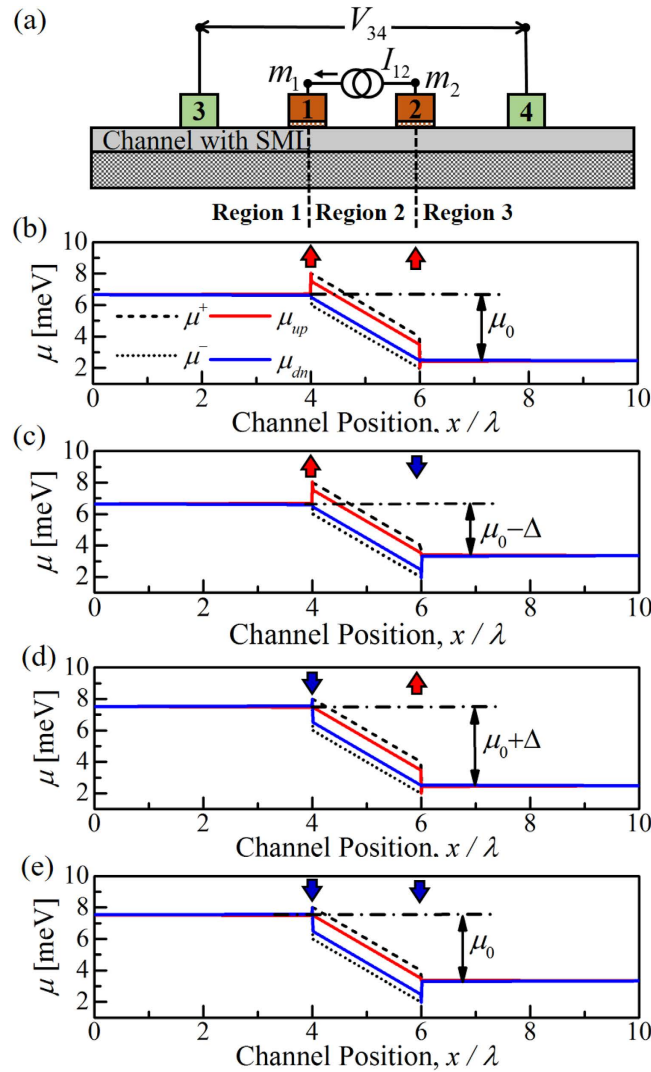 (a)
V34
m1 I12 m2
3 1 2 4
Channel with SML
Region 1 Region 2 Region 3
(b)
10
8
6
4
2
μ [meV]
μ+ μup
μ− μdn
μ0
0 2 4 6 8 10
Channel Position, x / λ
(c)
10
8
6
4
2
μ [meV]
μ0−Δ
0 2 4 6 8 10
Channel Position, x / λ
(d)
10
8
6
4
2
μ [meV]
μ0+Δ
0 2 4 6 8 10
Channel Position, x / λ
(e)
10
8
6
4
2
μ [meV]
μ0
0 2 4 6 8 10
Channel Position, x / λ